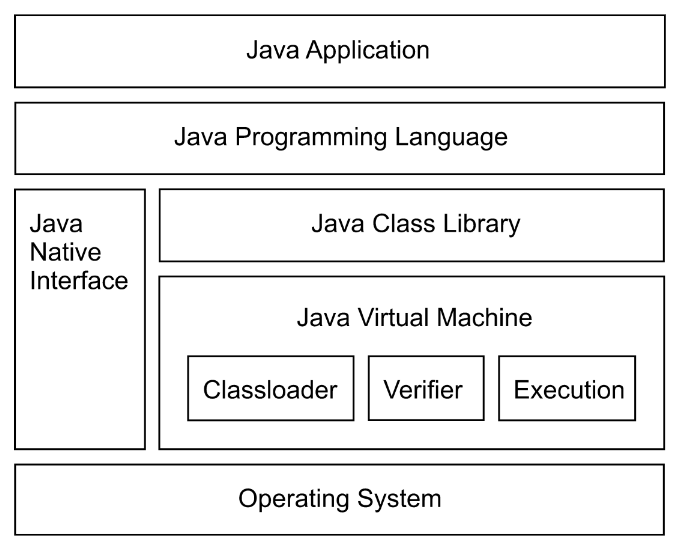 Java Application
Java Programming Language
Java
Native
Interface
Java Class Library
Java Virtual Machine
Classloader
Verifier
Execution
Operating System